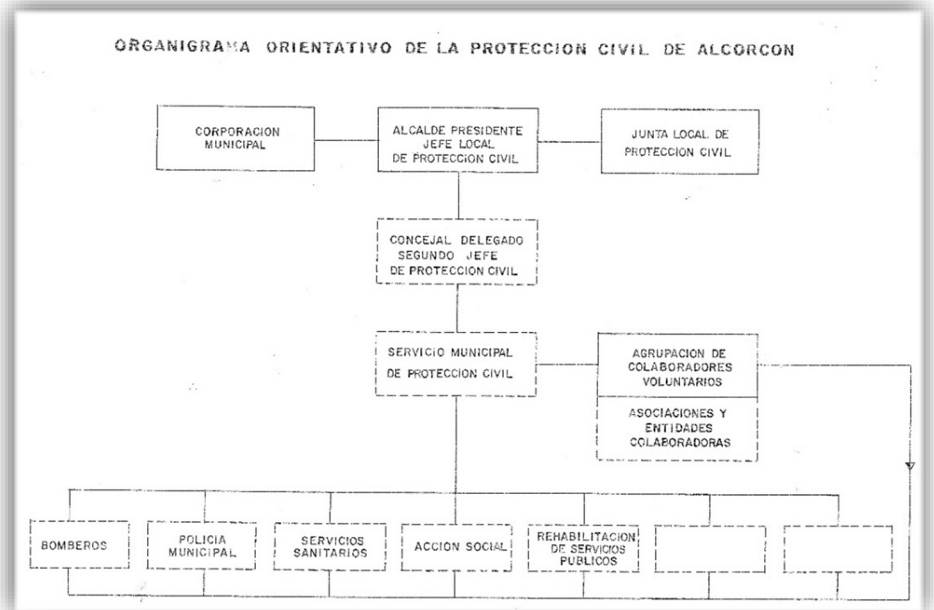 ORGANIGRAMA ORIENTATIVO DE LA PROTECCION CIVIL DE ALCORCON
CORPORACION
MUNICIPAL
ALCALDE PRESIDENTE
JEFE LOCAL
DE PROTECCION CIVIL
JUNTA LOCAL DE
PROTECCION CIVIL
CONCEJAL DELEGADO
SEGUNDO JEFE
DE PROTECCION CIVIL
SERVICIO MUNICIPAL
DE PROTECCION CIVIL
AGRUPACION DE
COLABORADORES
VOLUNTARIOS
ASOCIACIONES Y
ENTIDADES
COLABORADORAS
BOMBEROS
POLICIA
MUNICIPAL
SERVICIOS
SANITARIOS
ACCION SOCIAL
REHABILITACION
DE SERVICIOS
PUBLICOS